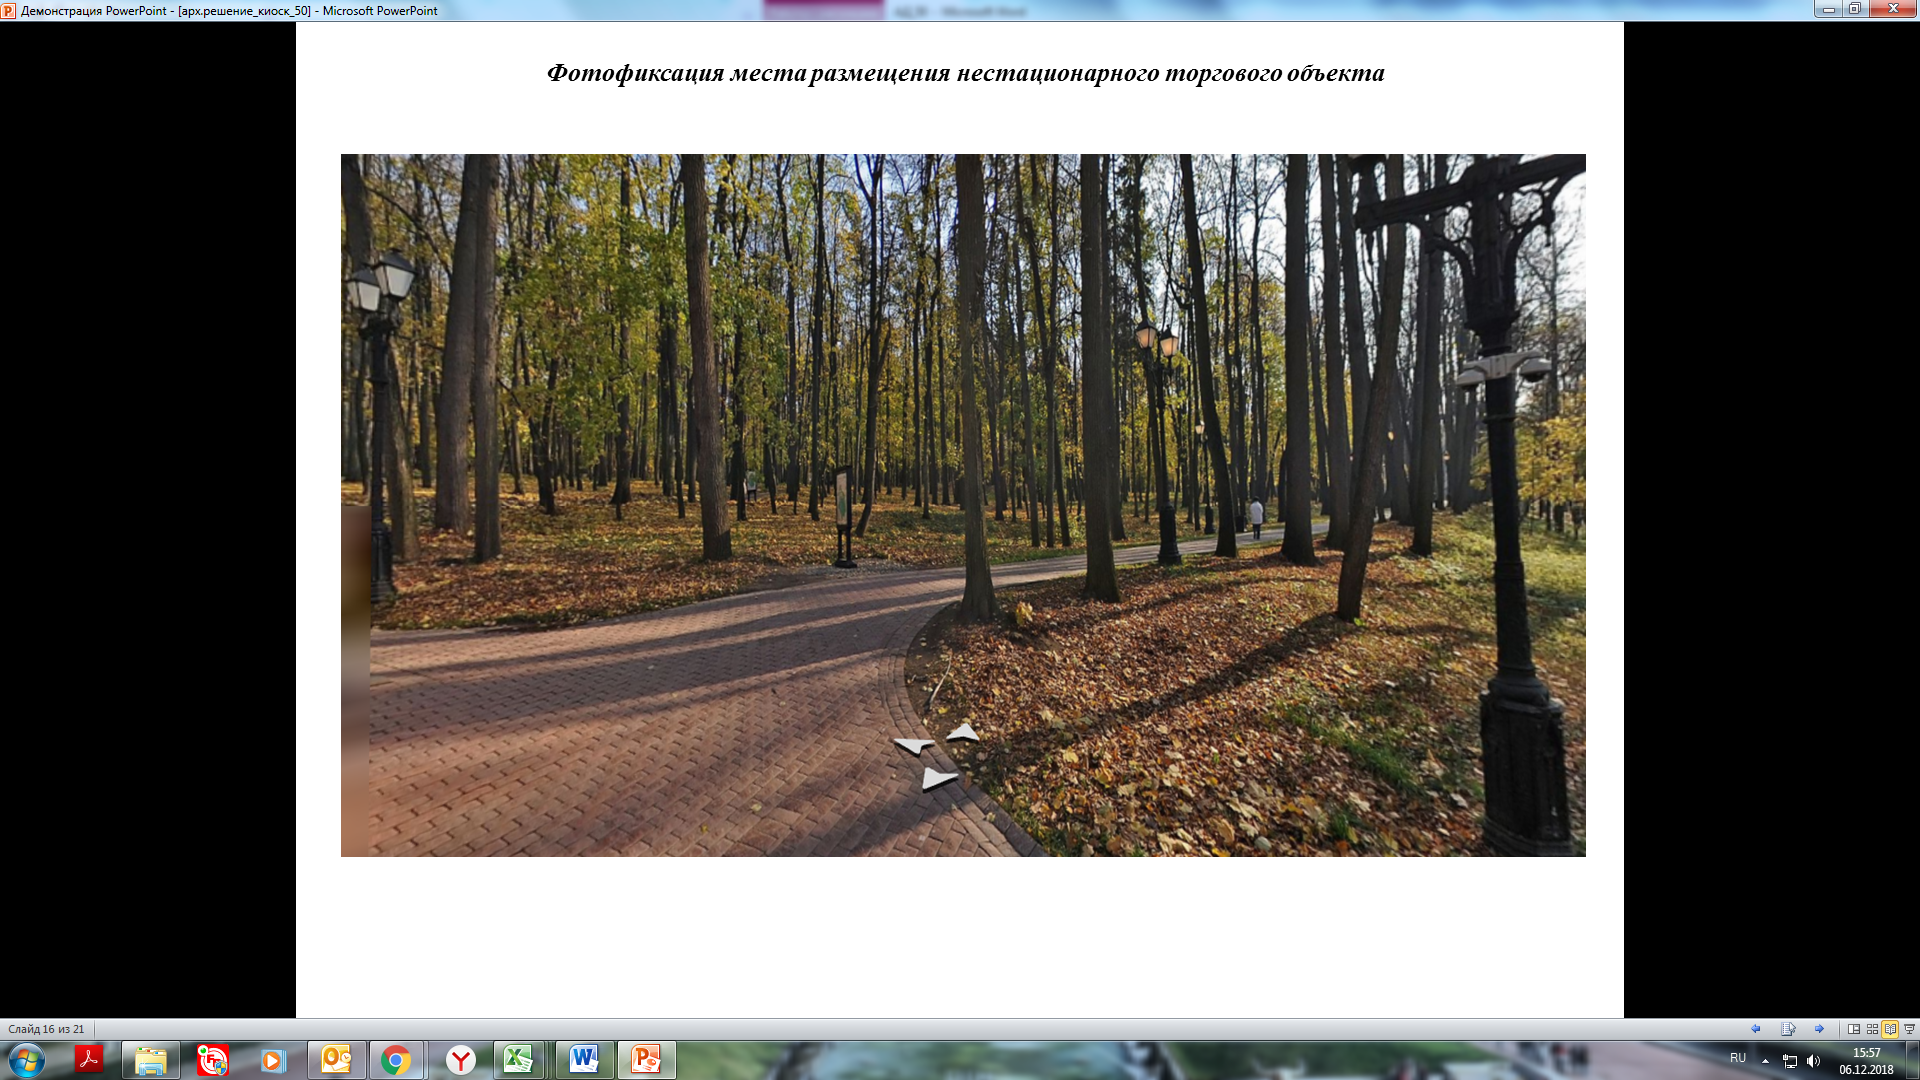 Демонстрация PowerPoint - [арх.решение_киоск_50] - Microsoft PowerPoint
Фотофиксация места размещения нестационарного торгового объекта
Слайд 16 из 21
RU
15:57
06.12.2018